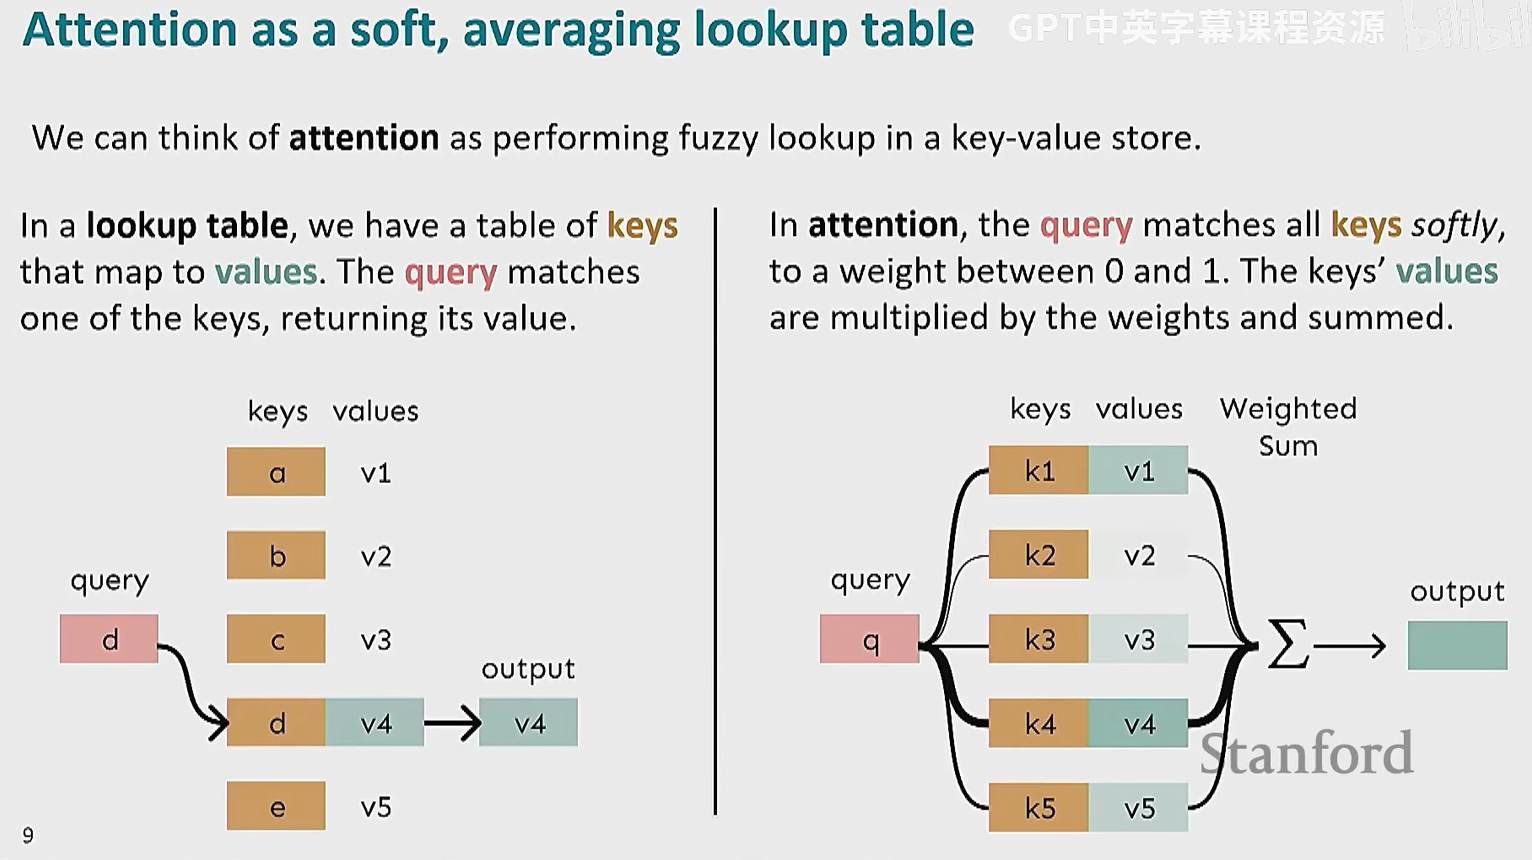 Attention as a soft, averaging lookup table
GPT中英字幕课程资源
bilibili
We can think of attention as performing fuzzy lookup in a key-value store.
In a lookup table, we have a table of keys
that map to values. The query matches
one of the keys, returning its value.
In attention, the query matches all keys softly,
to a weight between 0 and 1. The keys’ values
are multiplied by the weights and summed.
keys values
a v1
b v2
query
c v3
d
output
d v4 v4
e v5
keys values Weighted
Sum
k1 v1
k2 v2
query
output
q k3 v3 Σ
k4 v4
Stanford
k5 v5
9